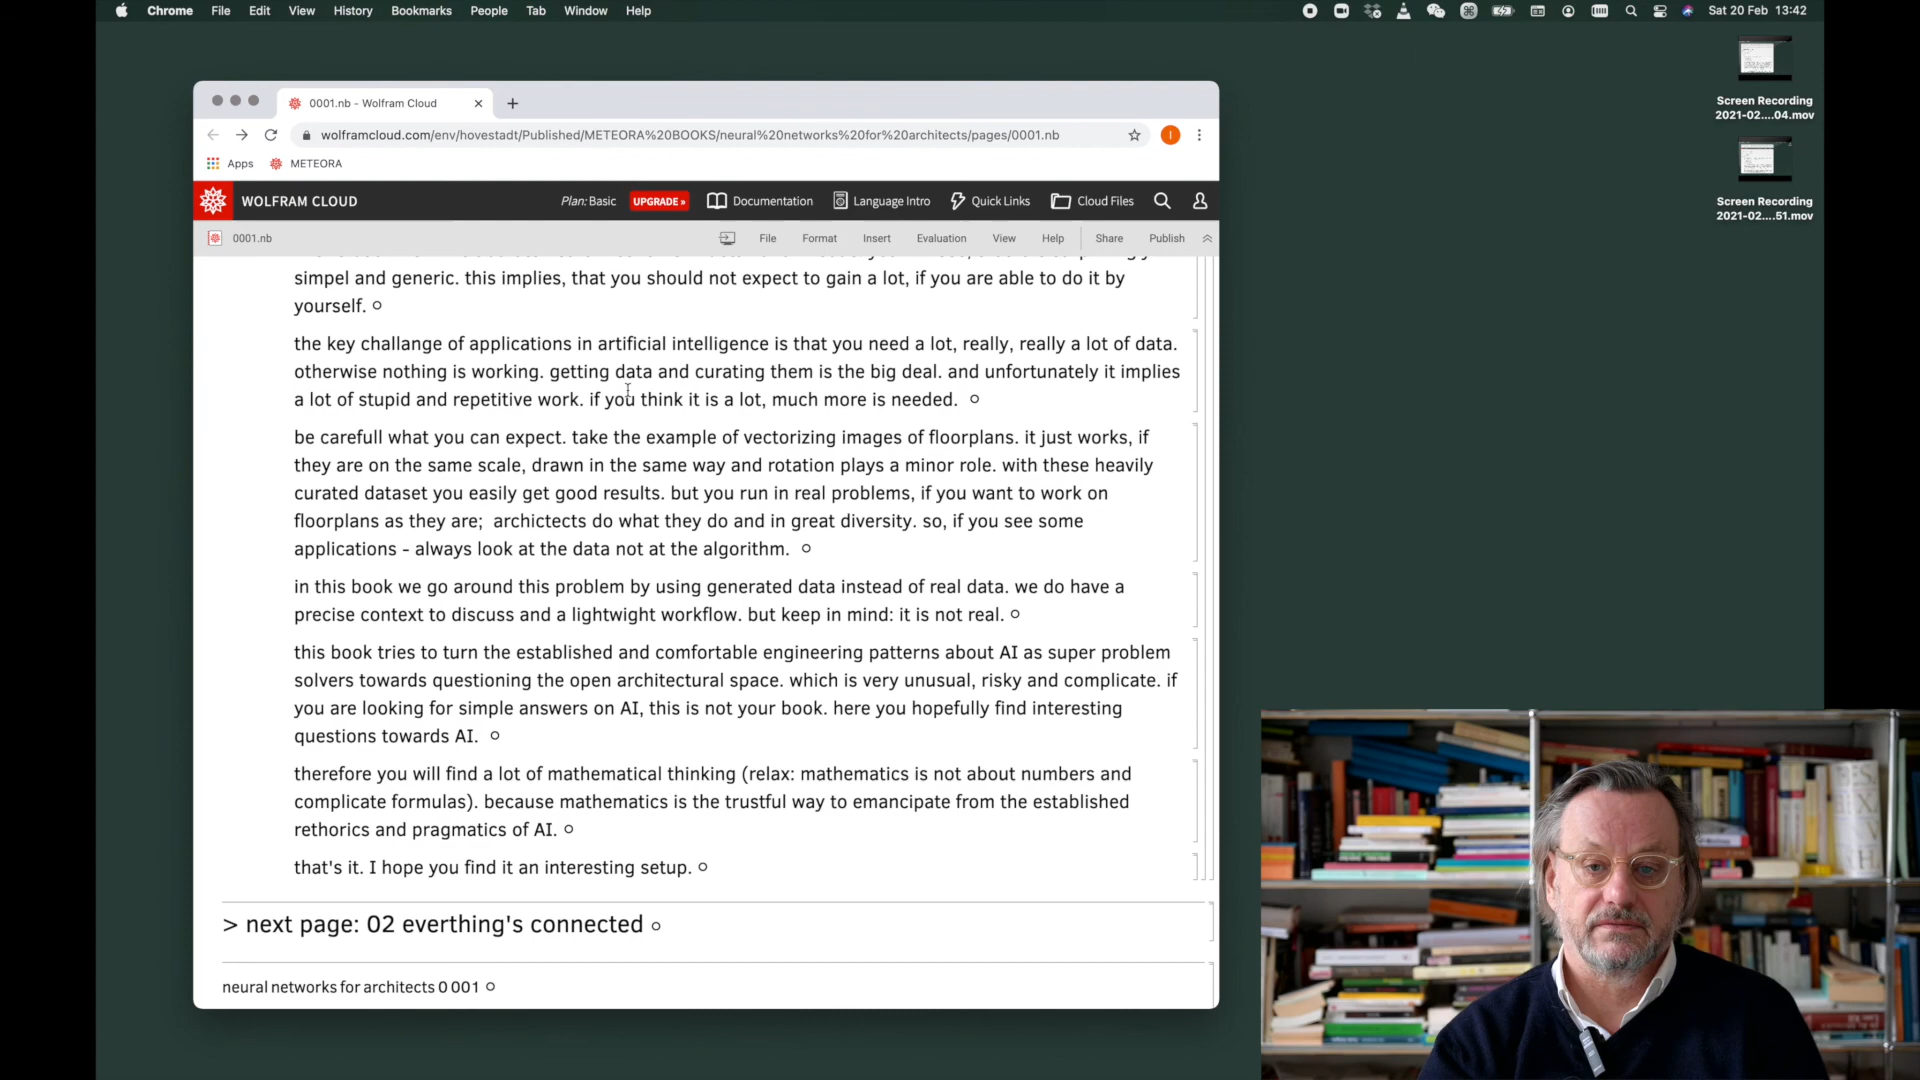 Chrome File Edit View History Bookmarks People Tab Window Help
Sat 20 Feb 13:42
Screen Recording
2021-02....04.mov
Screen Recording
2021-02....51.mov
0001.nb - Wolfram Cloud
wolframcloud.com/env/hovestadt/Published/METEORA%20BOOKS/neural%20networks%20for%20architects/pages/0001.nb
I
Apps METEORA
WOLFRAM CLOUD
Plan: Basic UPGRADE » Documentation Language Intro Quick Links Cloud Files
0001.nb
File Format Insert Evaluation View Help Share Publish
simpel and generic. this implies, that you should not expect to gain a lot, if you are able to do it by
yourself.
the key challange of applications in artificial intelligence is that you need a lot, really, really a lot of data.
otherwise nothing is working. getting data and curating them is the big deal. and unfortunately it implies
a lot of stupid and repetitive work. if you think it is a lot, much more is needed.
be carefull what you can expect. take the example of vectorizing images of floorplans. it just works, if
they are on the same scale, drawn in the same way and rotation plays a minor role. with these heavily
curated dataset you easily get good results. but you run in real problems, if you want to work on
floorplans as they are; archictects do what they do and in great diversity. so, if you see some
applications - always look at the data not at the algorithm.
in this book we go around this problem by using generated data instead of real data. we do have a
precise context to discuss and a lightwight workflow. but keep in mind: it is not real.
this book tries to turn the established and comfortable engineering patterns about AI as super problem
solvers towards questioning the open architectural space. which is very unusual, risky and complicate. if
you are looking for simple answers on AI, this is not your book. here you hopefully find interesting
questions towards AI.
therefore you will find a lot of mathematical thinking (relax: mathematics is not about numbers and
complicate formulas). because mathematics is the trustful way to emancipate from the established
rethorics and pragmatics of AI.
that's it. I hope you find it an interesting setup.
> next page: 02 everthing's connected
neural networks for architects 0 001